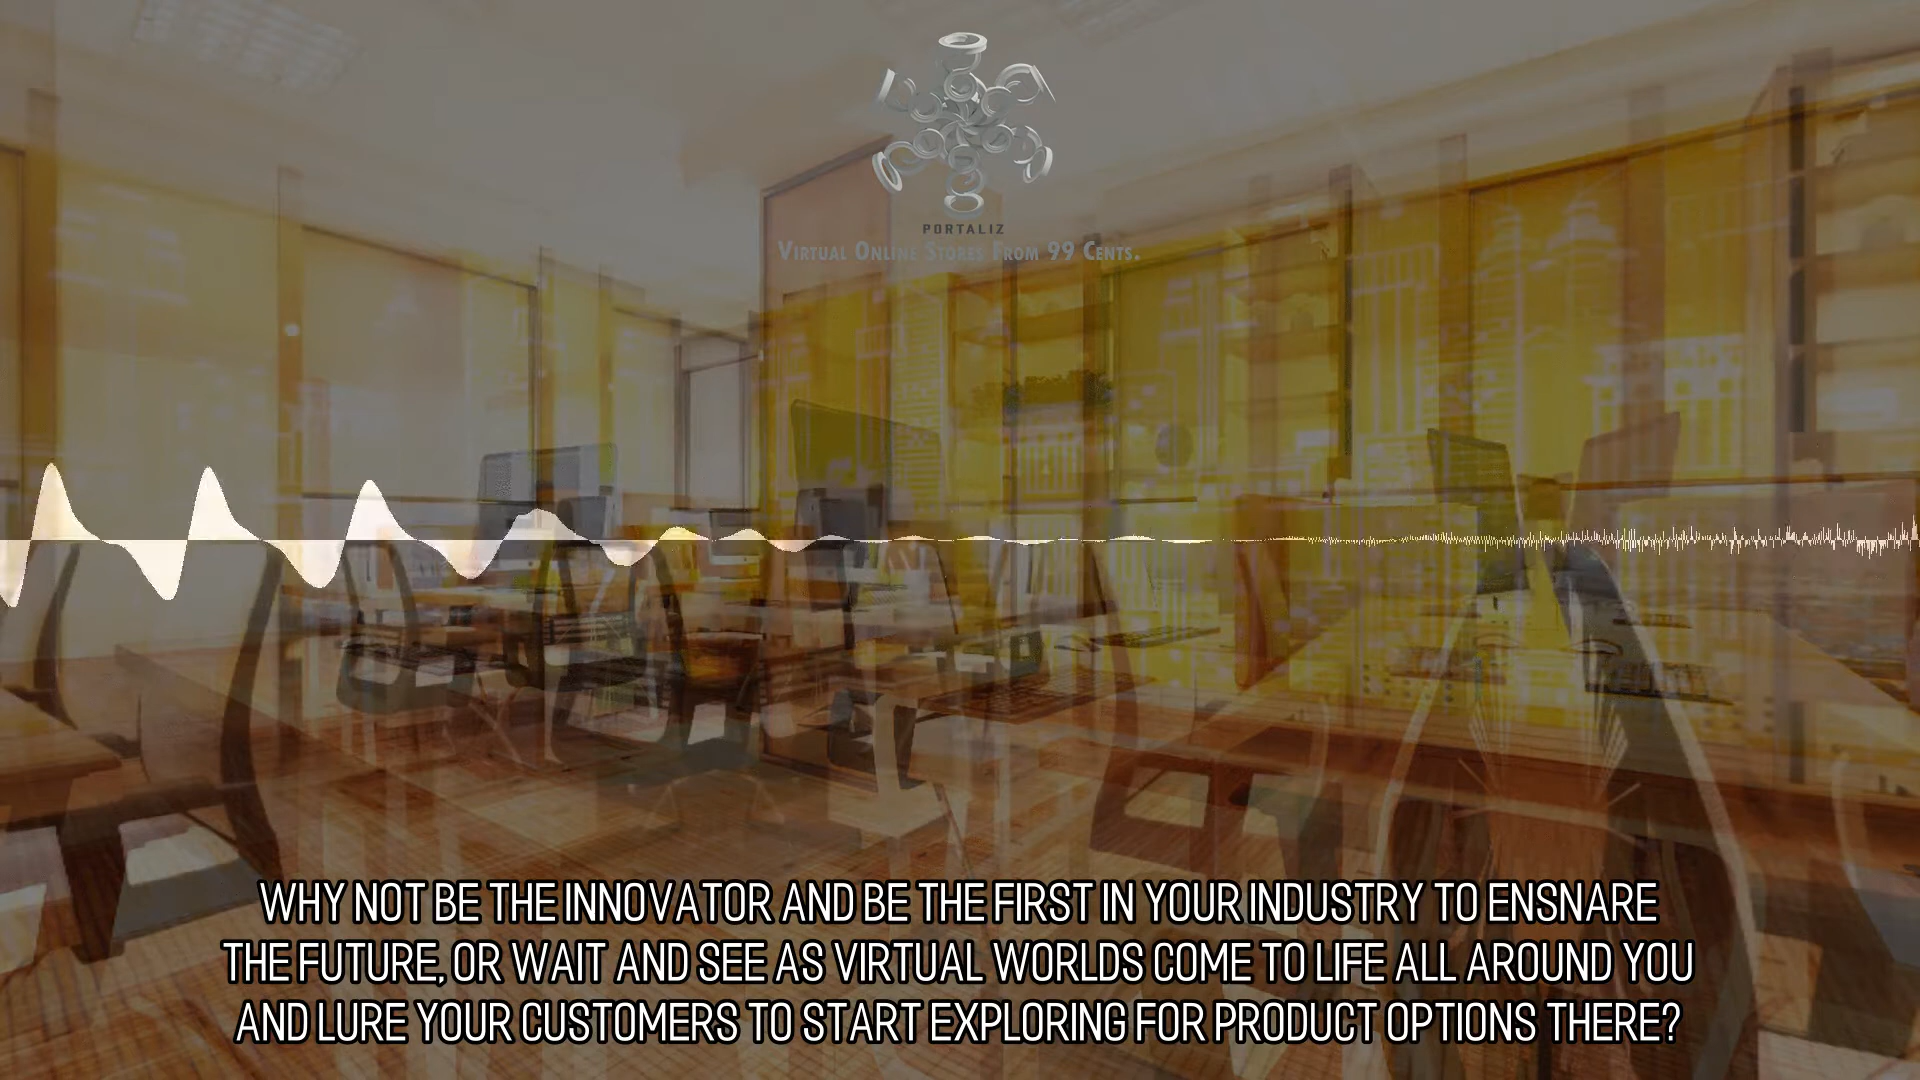 PORTALIZ
Virtual Online Stores From 99 Cents.
WHY NOT BE THE INNOVATOR AND BE THE FIRST IN YOUR INDUSTRY TO ENSNARE
THE FUTURE, OR WAIT AND SEE AS VIRTUAL WORLDS COME TO LIFE ALL AROUND YOU
AND LURE YOUR CUSTOMERS TO START EXPLORING FOR PRODUCT OPTIONS THERE?